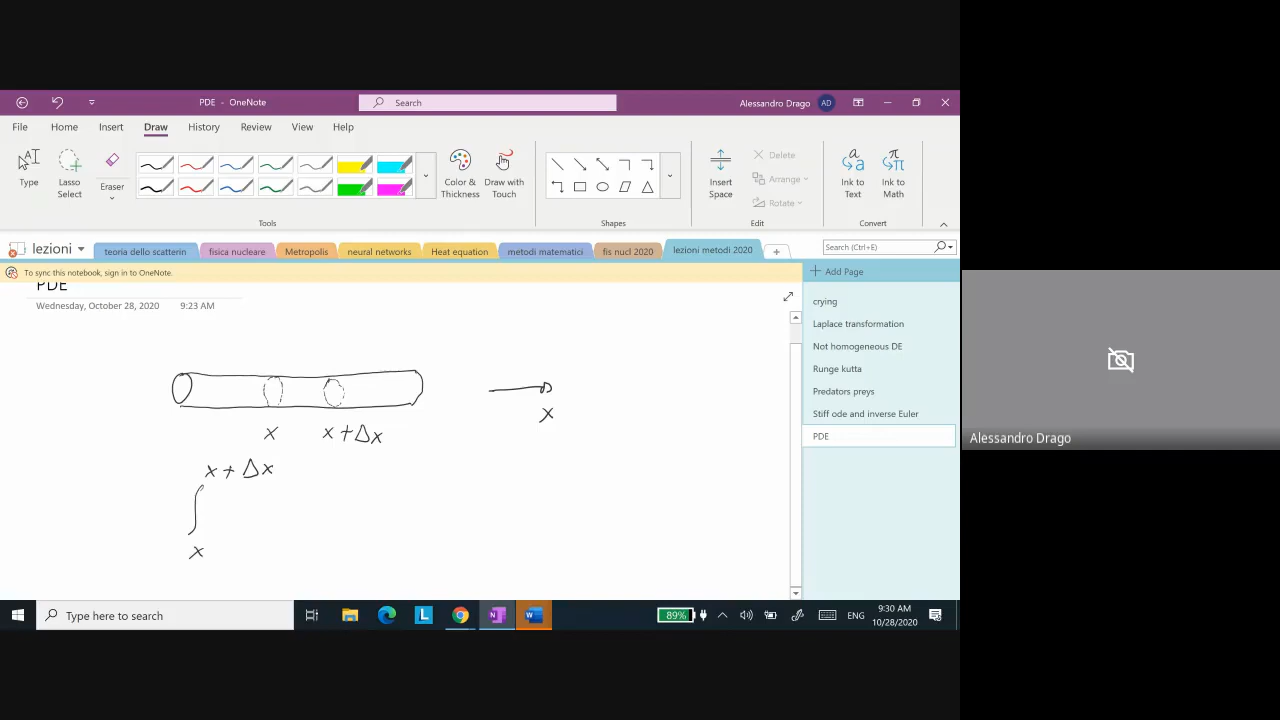 PDE - OneNote
Search
Alessandro Drago
AD
File Home Insert Draw History Review View Help
Type
Lasso Select
Eraser
Color & Thickness
Draw with Touch
Insert Space
Delete
Arrange
Rotate
Ink to Text
Ink to Math
Tools
Shapes
Edit
Convert
lezioni
teoria dello scatterin
fisica nucleare
Metropolis
neural networks
Heat equation
metodi matematici
fis nucl 2020
lezioni metodi 2020
Search (Ctrl+E)
To sync this notebook, sign in to OneNote.
Add Page
PDE
Wednesday, October 28, 2020 9:23 AM
crying
Laplace transformation
Not homogeneous DE
Runge kutta
Predators preys
Stiff ode and inverse Euler
PDE
x
x x + Δx
x + Δx
∫
x
Alessandro Drago
Type here to search
L
89%
ENG
9:30 AM
10/28/2020